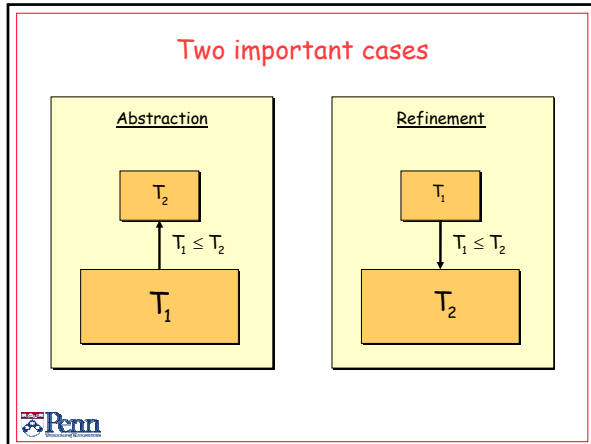 Two important cases
Abstraction
T₂
T₁ ≤ T₂
T₁
Refinement
T₁
T₁ ≤ T₂
T₂
Penn